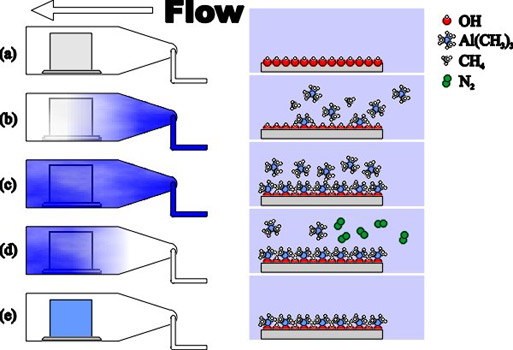 Flow
(a)
(b)
(c)
(d)
(e)
OH
Al(CH₃)₃
CH₄
N₂